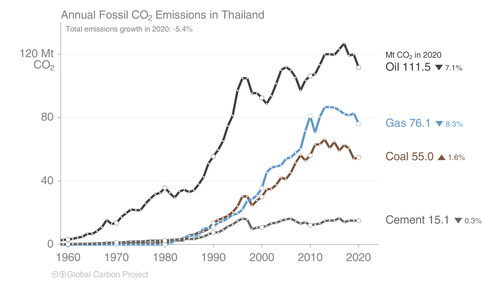 Annual Fossil CO₂ Emissions in Thailand
Total emissions growth in 2020: -5.4%
120 Mt
CO₂
80
40
0
1960 1970 1980 1990 2000 2010 2020
Mt CO₂ in 2020
Oil 111.5 ▼ 7.1%
Gas 76.1 ▼ 8.3%
Coal 55.0 ▲ 1.6%
Cement 15.1 ▼ 0.3%
Global Carbon Project